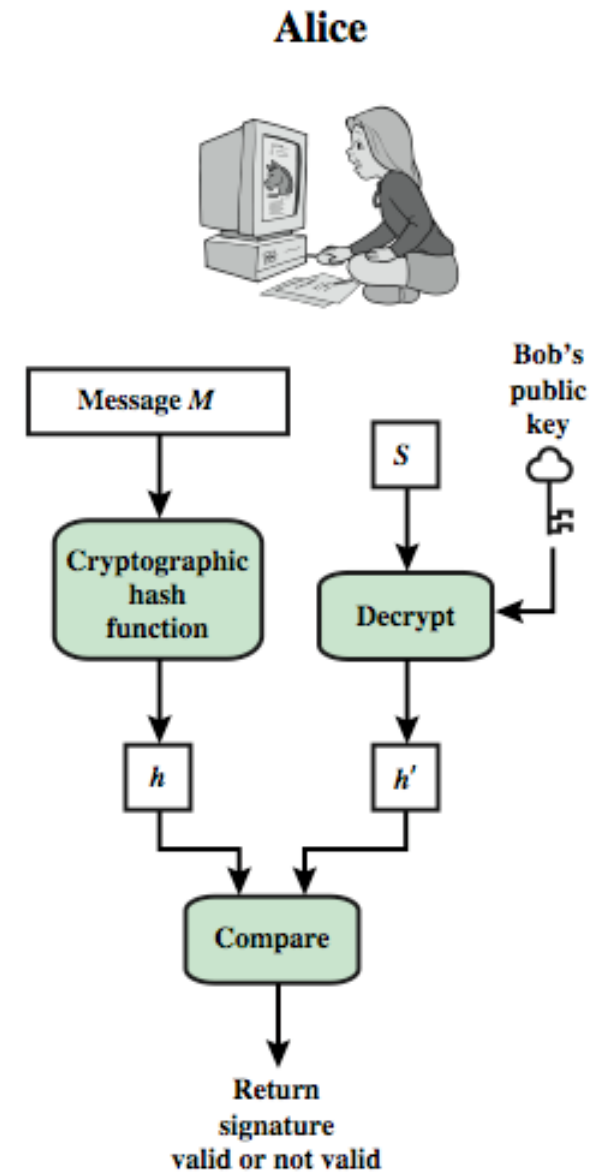 Alice
Bob's
public
key
Message M
S
Cryptographic
hash
function
Decrypt
h
h′
Compare
Return
signature
valid or not valid